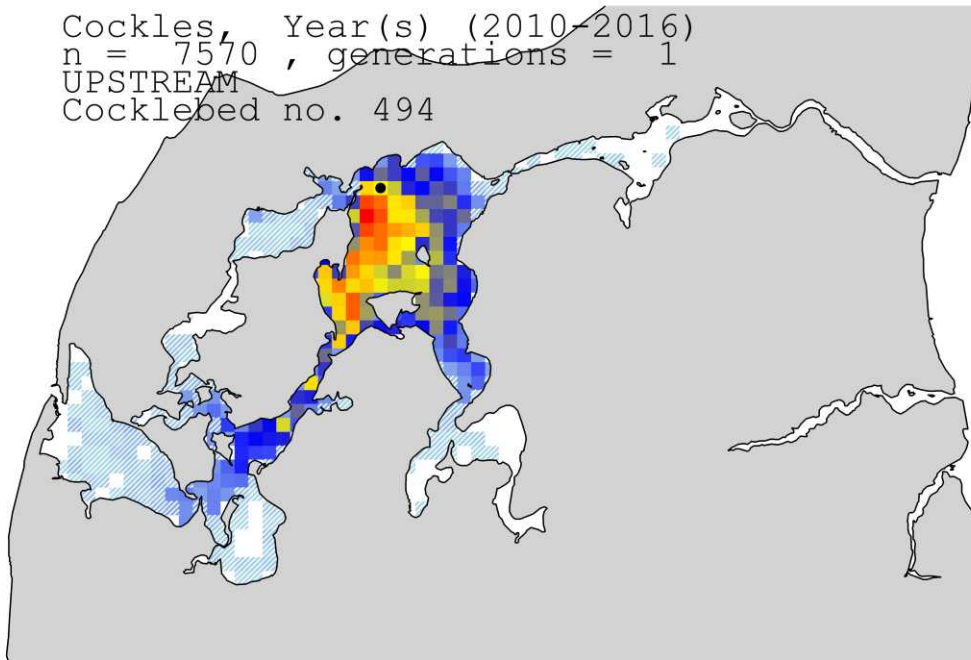 Cockles, Year(s) (2010-2016)
n = 7570 , generations = 1
UPSTREAM
Cocklebed no. 494